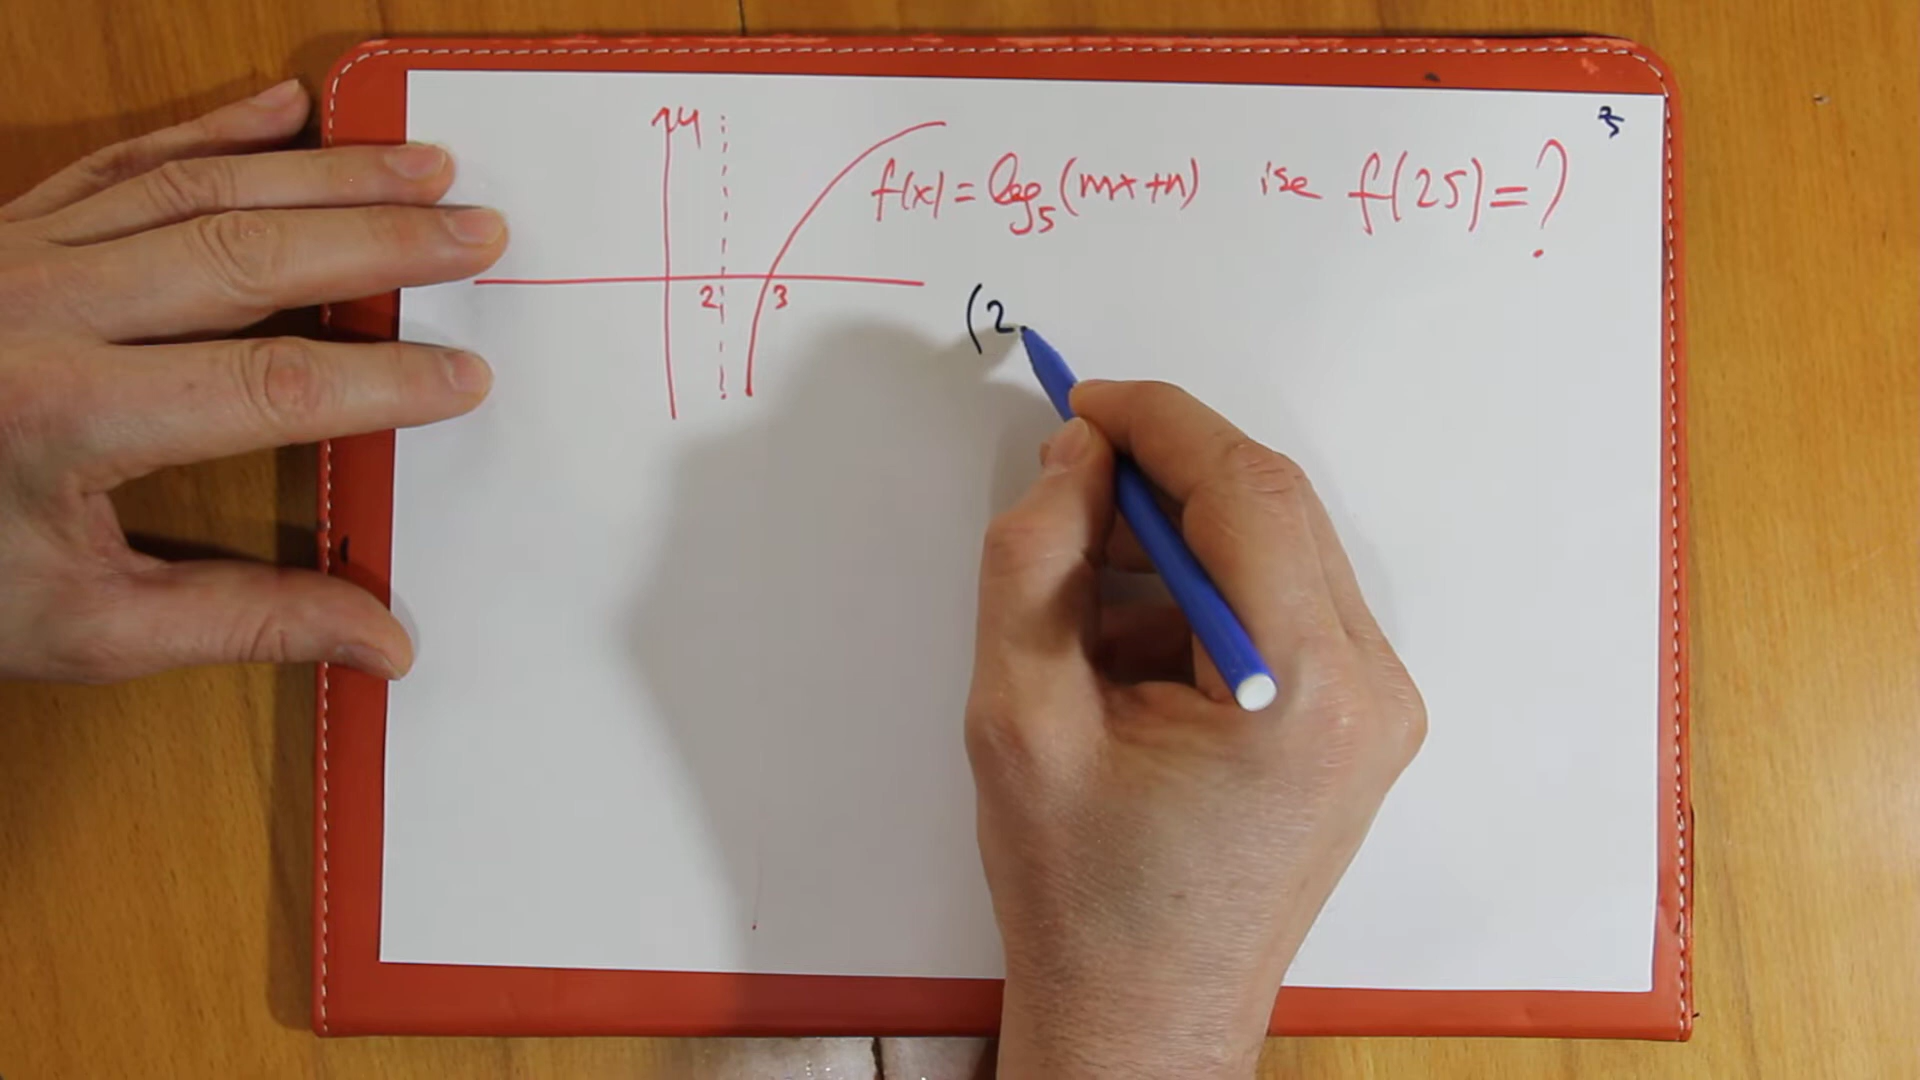 y
f(x) = log₅(mx+n) ise f(25)=?
2 3
(2,